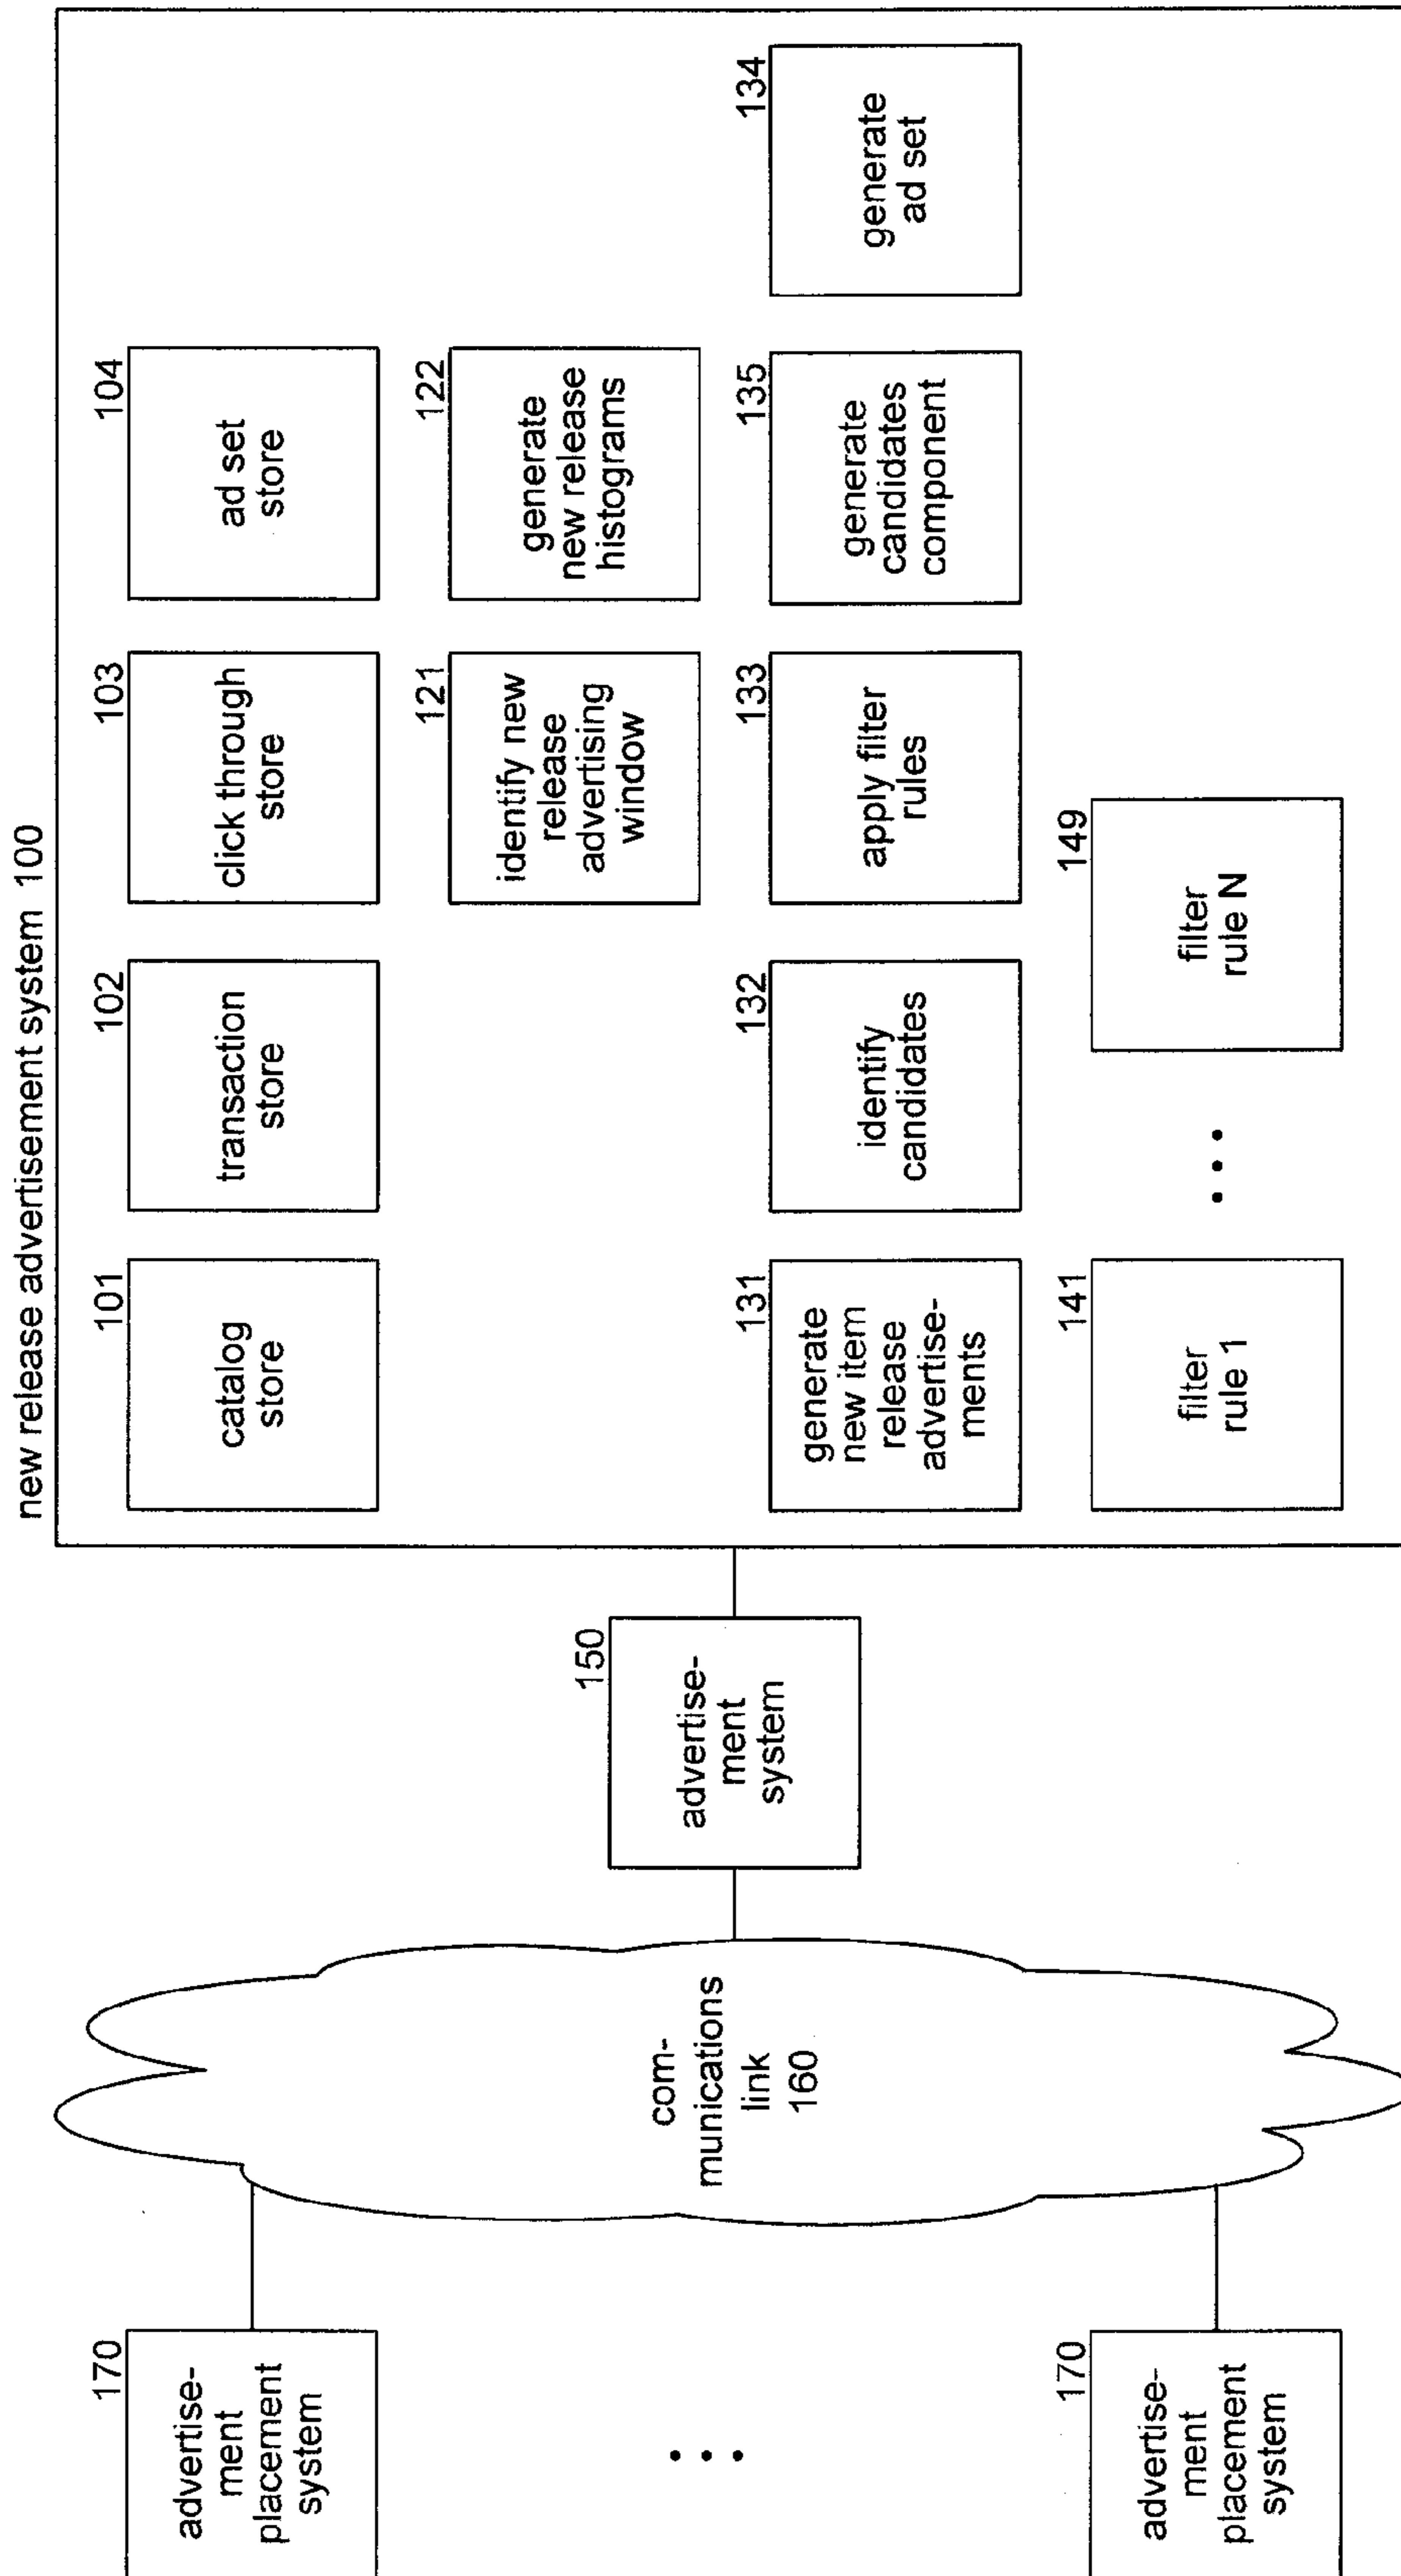 new release advertisement system 100
101
catalog
store
102
transaction
store
103
click through
store
104
ad set
store
121
identify new
release
advertising
window
122
generate
new release
histograms
131
generate
new item
release
advertise-
ments
132
identify
candidates
133
apply filter
rules
135
generate
candidates
component
134
generate
ad set
141
filter
rule 1
• • •
149
filter
rule N
150
advertise-
ment
system
com-
munications
link
160
170
advertise-
ment
placement
system
• • •
170
advertise-
ment
placement
system